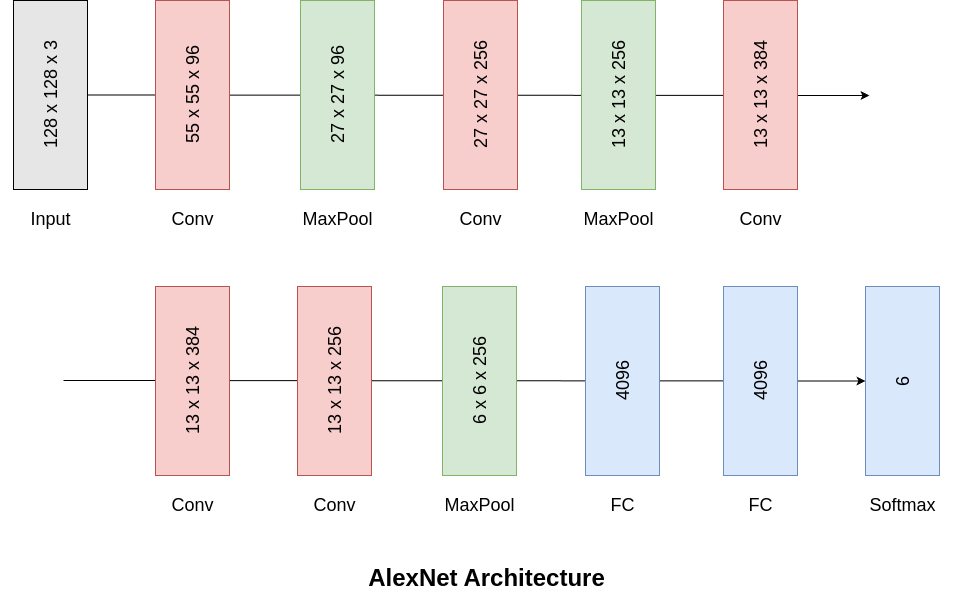 128 x 128 x 3
55 x 55 x 96
27 x 27 x 96
27 x 27 x 256
13 x 13 x 256
13 x 13 x 384
Input
Conv
MaxPool
Conv
MaxPool
Conv
13 x 13 x 384
13 x 13 x 256
6 x 6 x 256
4096
4096
6
Conv
Conv
MaxPool
FC
FC
Softmax
AlexNet Architecture